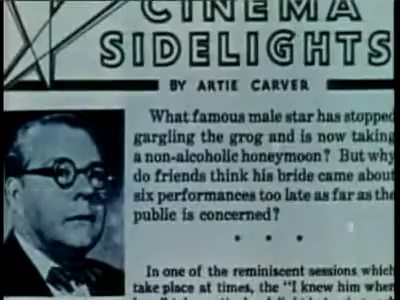 CINEMA
SIDELIGHTS
BY ARTIE CARVER
What famous male star has stopped
gargling the grog and is now taking
a non-alcoholic honeymoon? But why
do friends think his bride came about
six performances too late as far as the
public is concerned?
* * *
In one of the reminiscent sessions which
take place at times, the "I knew him when